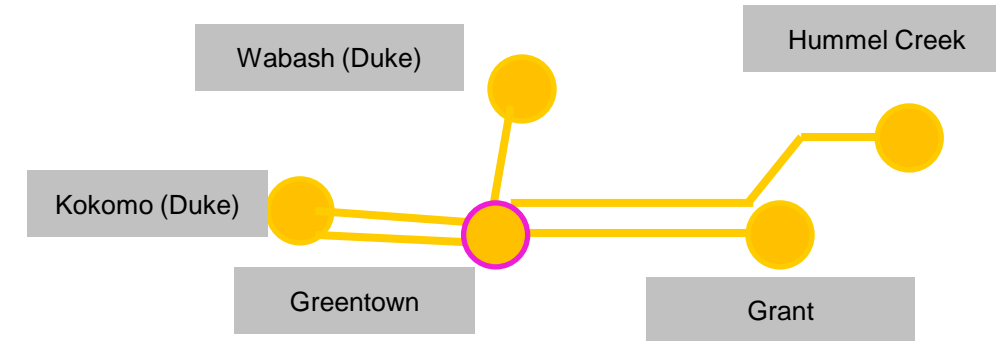 Hummel Creek
Wabash (Duke)
Kokomo (Duke)
Greentown
Grant